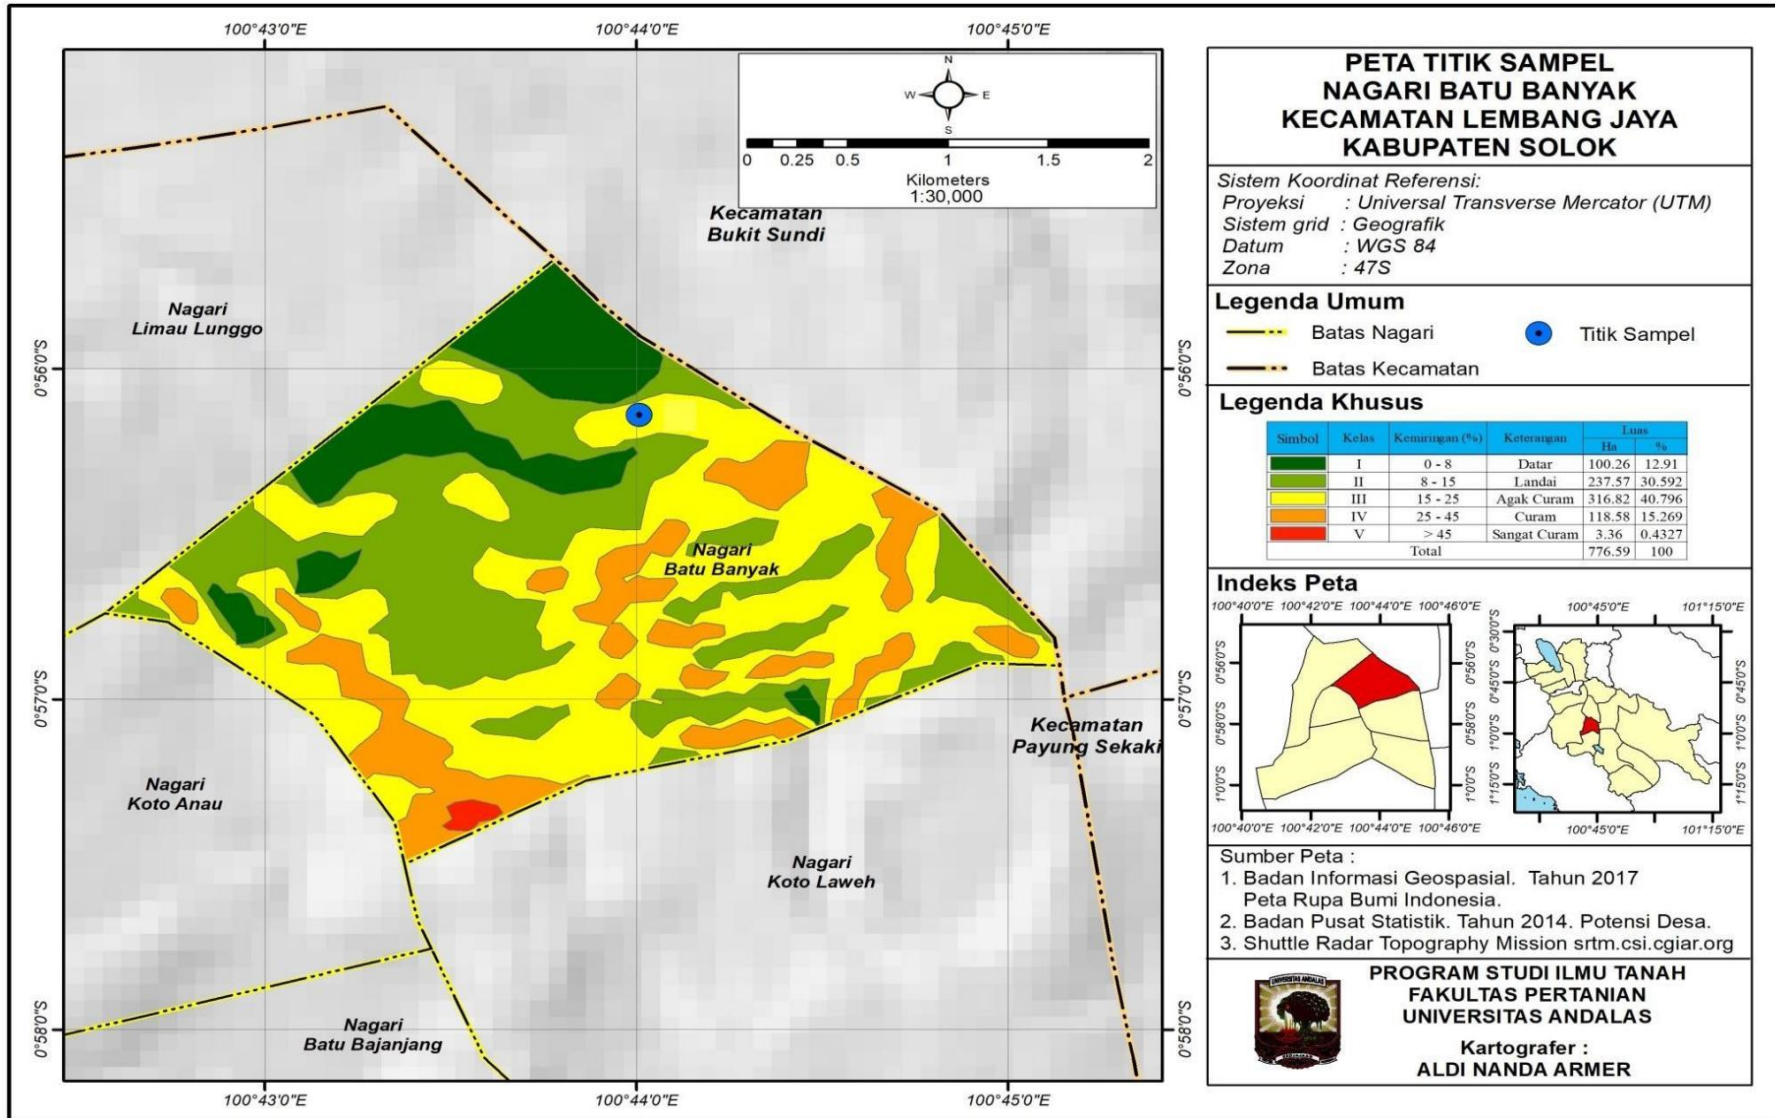 100°43'0"E 100°44'0"E 100°45'0"E
N
W E
S
0 0.25 0.5 1 1.5 2
Kilometers
1:30,000
Kecamatan
Bukit Sundi
Nagari
Limau Lunggo
0°56'0"S 0°56'0"S
Nagari
Batu Banyak
0°57'0"S 0°57'0"S
Kecamatan
Payung Sekaki
Nagari
Koto Anau
Nagari
Koto Laweh
0°58'0"S 0°58'0"S
Nagari
Batu Bajanjang
100°43'0"E 100°44'0"E 100°45'0"E
PETA TITIK SAMPEL
NAGARI BATU BANYAK
KECAMATAN LEMBANG JAYA
KABUPATEN SOLOK
Sistem Koordinat Referensi:
Proyeksi : Universal Transverse Mercator (UTM)
Sistem grid : Geografik
Datum : WGS 84
Zona : 47S
Legenda Umum
Batas Nagari Titik Sampel
Batas Kecamatan
Legenda Khusus
Simbol Kelas Kemiringan (%) Keterangan Luas
Ha %
I 0 - 8 Datar 100.26 12.91
II 8 - 15 Landai 237.57 30.592
III 15 - 25 Agak Curam 316.82 40.796
IV 25 - 45 Curam 118.58 15.269
V > 45 Sangat Curam 3.36 0.4327
Total 776.59 100
Indeks Peta
100°40'0"E 100°42'0"E 100°44'0"E 100°46'0"E
0°56'0"S 0°56'0"S
0°58'0"S 0°58'0"S
1°0'0"S 1°0'0"S
100°40'0"E 100°42'0"E 100°44'0"E 100°46'0"E
100°45'0"E 101°15'0"E
0°30'0"S
0°45'0"S 0°45'0"S
1°0'0"S 1°0'0"S
1°15'0"S 1°15'0"S
100°45'0"E 101°15'0"E
Sumber Peta :
1. Badan Informasi Geospasial. Tahun 2017
Peta Rupa Bumi Indonesia.
2. Badan Pusat Statistik. Tahun 2014. Potensi Desa.
3. Shuttle Radar Topography Mission srtm.csi.cgiar.org
UNIVERSITAS ANDALAS
PROGRAM STUDI ILMU TANAH
FAKULTAS PERTANIAN
UNIVERSITAS ANDALAS
Kartografer :
ALDI NANDA ARMER